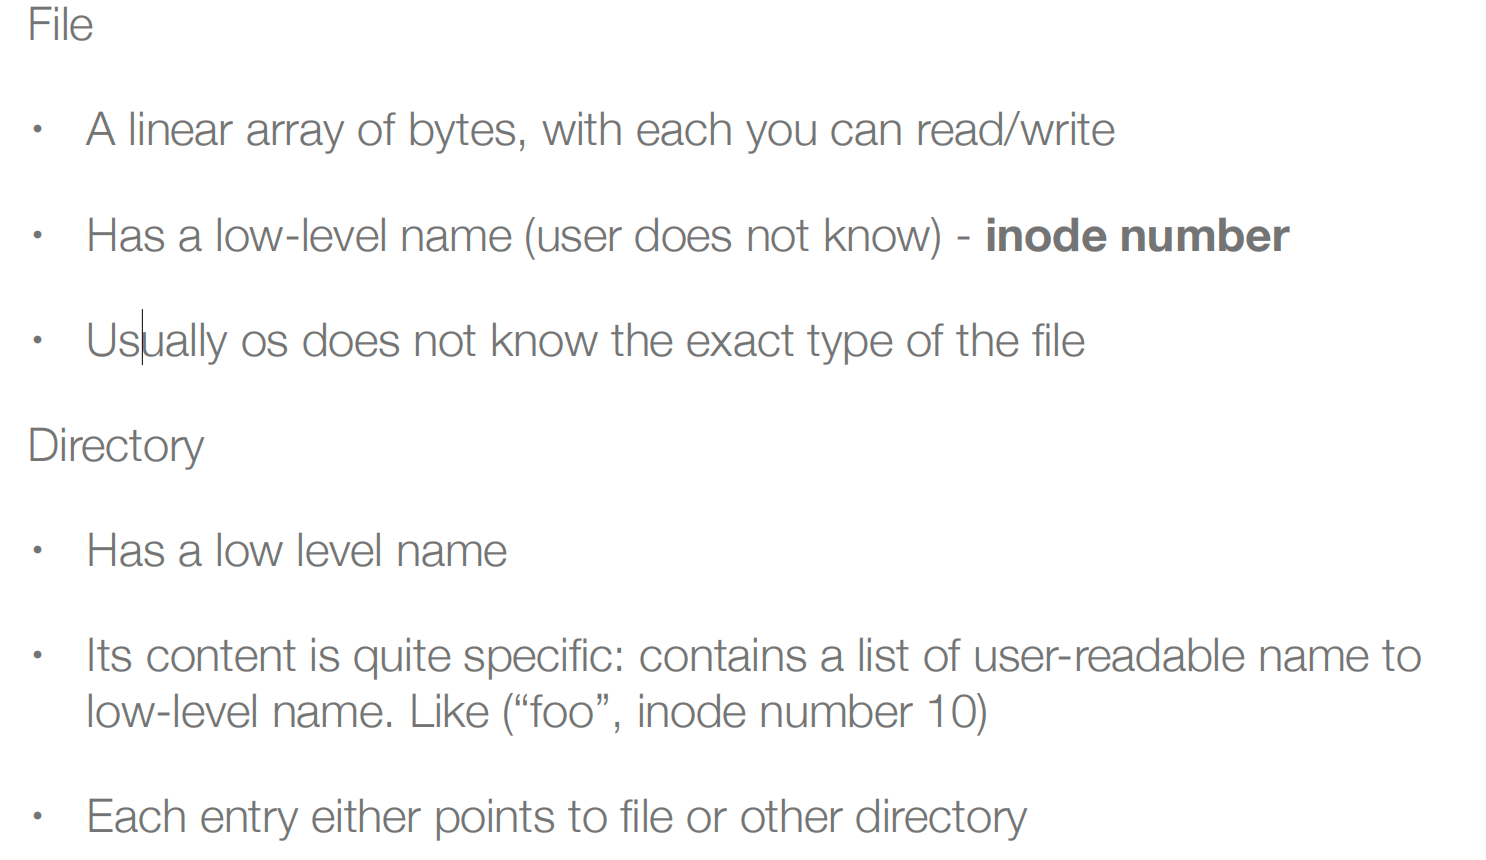 File
• A linear array of bytes, with each you can read/write
• Has a low-level name (user does not know) - inode number
• Usually os does not know the exact type of the file
Directory
• Has a low level name
• Its content is quite specific: contains a list of user-readable name to
low-level name. Like (“foo”, inode number 10)
• Each entry either points to file or other directory